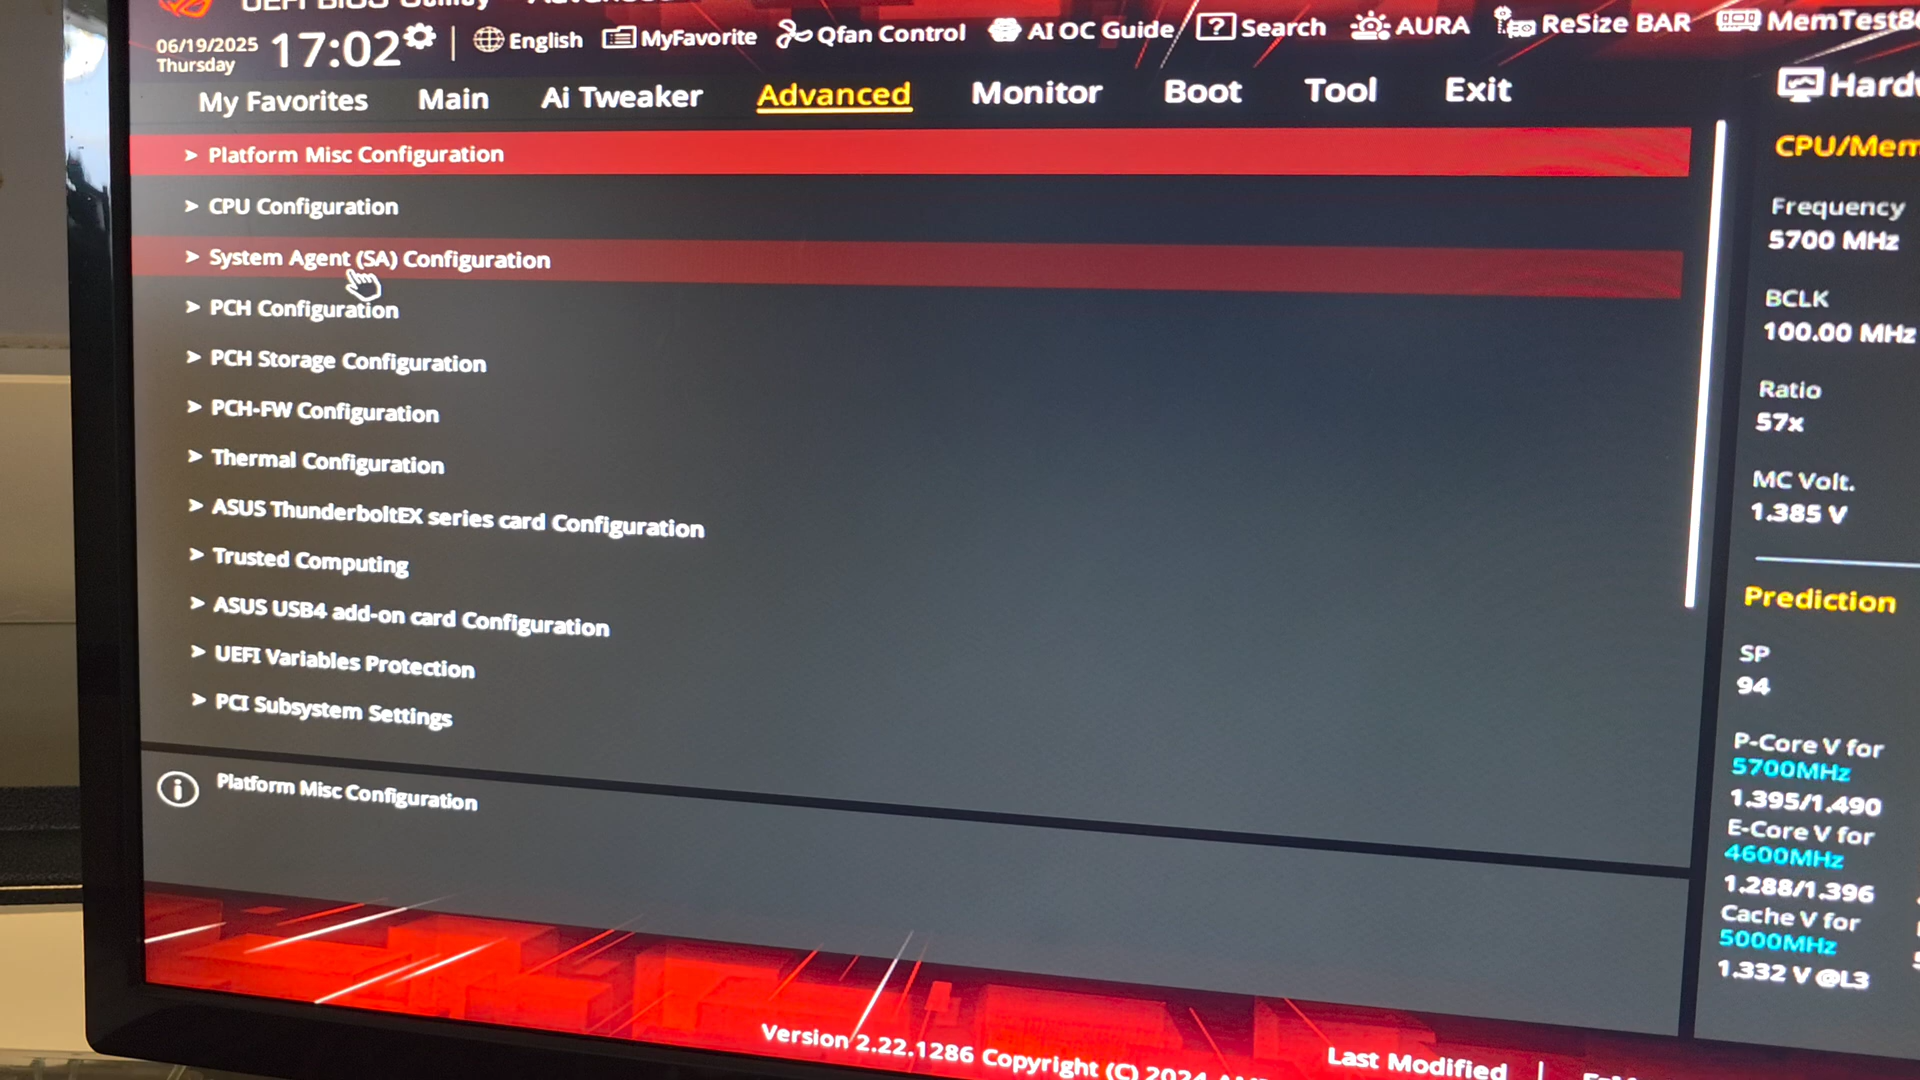 UEFI BIOS Utility
06/19/2025
Thursday
17:02
English
MyFavorite
Qfan Control
AI OC Guide
Search
AURA
ReSize BAR
My Favorites
Main
Ai Tweaker
Advanced
Monitor
Boot
Tool
Exit
> Platform Misc Configuration
> CPU Configuration
> System Agent (SA) Configuration
> PCH Configuration
> PCH Storage Configuration
> PCH-FW Configuration
> Thermal Configuration
> ASUS ThunderboltEX series card Configuration
> Trusted Computing
> ASUS USB4 add-on card Configuration
> UEFI Variables Protection
> PCI Subsystem Settings
Platform Misc Configuration
CPU/Mem
Frequency
5700 MHz
BCLK
100.00 MHz
Ratio
57x
MC Volt.
1.385 V
Prediction
SP
94
P-Core V for
5700MHz
1.395/1.490
E-Core V for
4600MHz
1.288/1.396
Cache V for
5000MHz
1.332 V @L3
Version 2.22.1286 Copyright (C) 2024
Last Modified